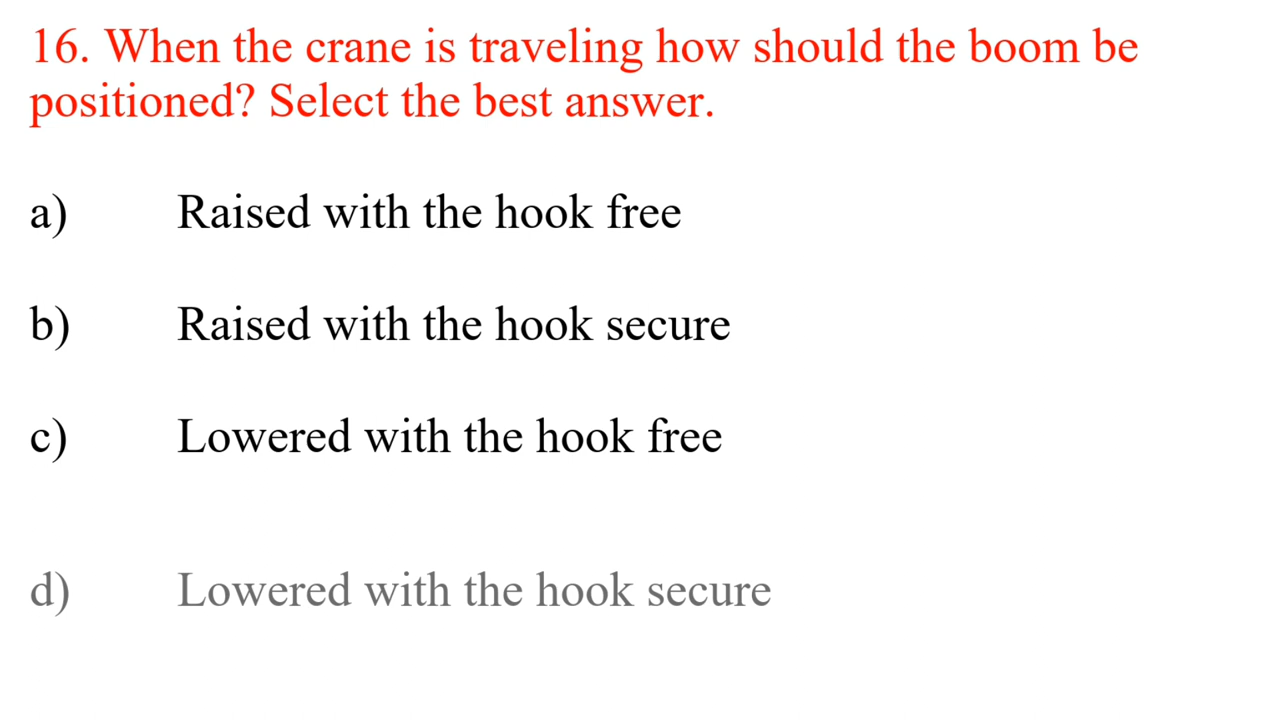 16. When the crane is traveling how should the boom be
positioned? Select the best answer.
a) Raised with the hook free
b) Raised with the hook secure
c) Lowered with the hook free
d) Lowered with the hook secure